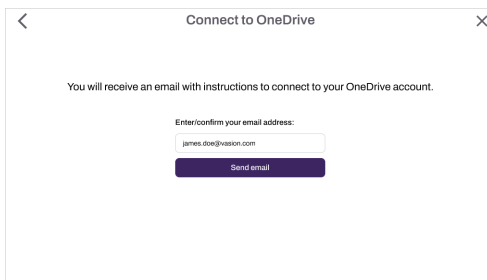 Connect to OneDrive
You will receive an email with instructions to connect to your OneDrive account.
Enter/confirm your email address:
james.doe@vasion.com
Send email